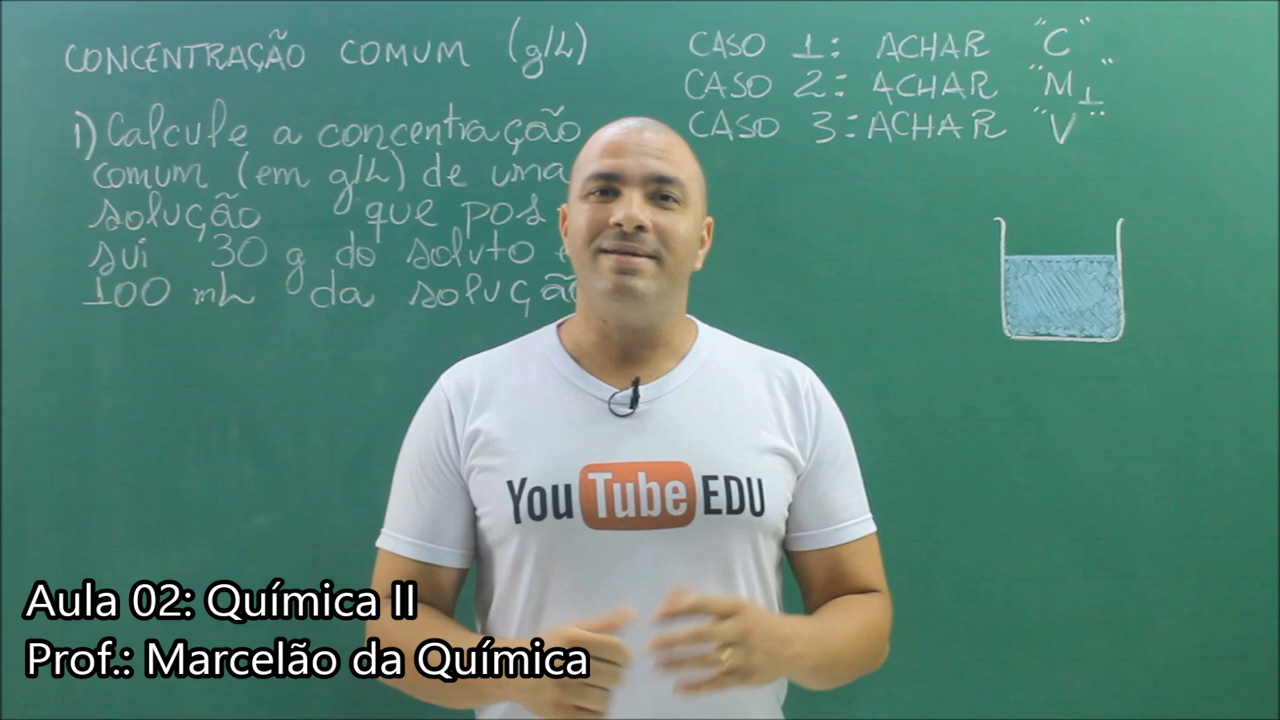 CONCENTRAÇÃO COMUM (g/L)
1) Calcule a concentração
comum (em g/L) de uma
solução que pos
sui 30 g do soluto
100 mL da solução
CASO 1: ACHAR "C"
CASO 2: ACHAR "M1"
CASO 3: ACHAR "V"
YouTube EDU
Aula 02: Química II
Prof.: Marcelão da Química